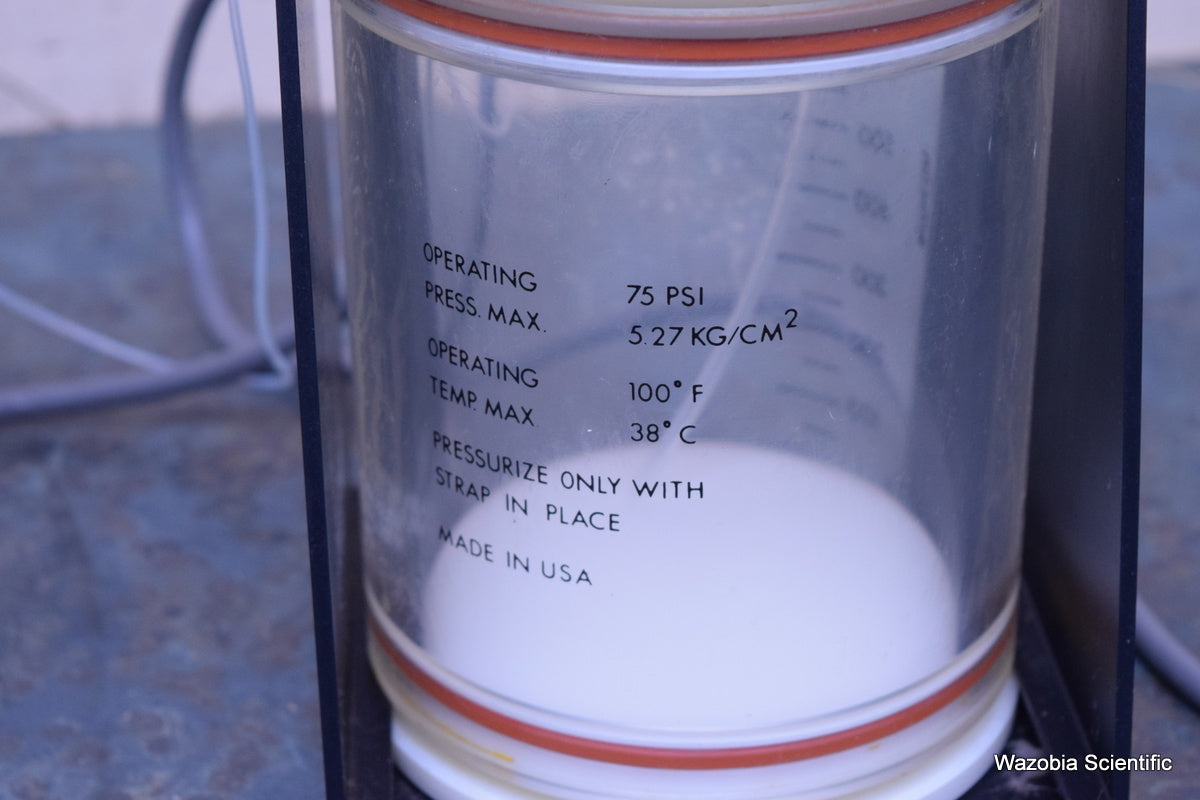 OPERATING
PRESS. MAX.
75 PSI
5.27 KG/CM²
OPERATING
TEMP. MAX
100° F
38° C
PRESSURIZE ONLY WITH
STRAP IN PLACE
MADE IN USA
Wazobia Scientific